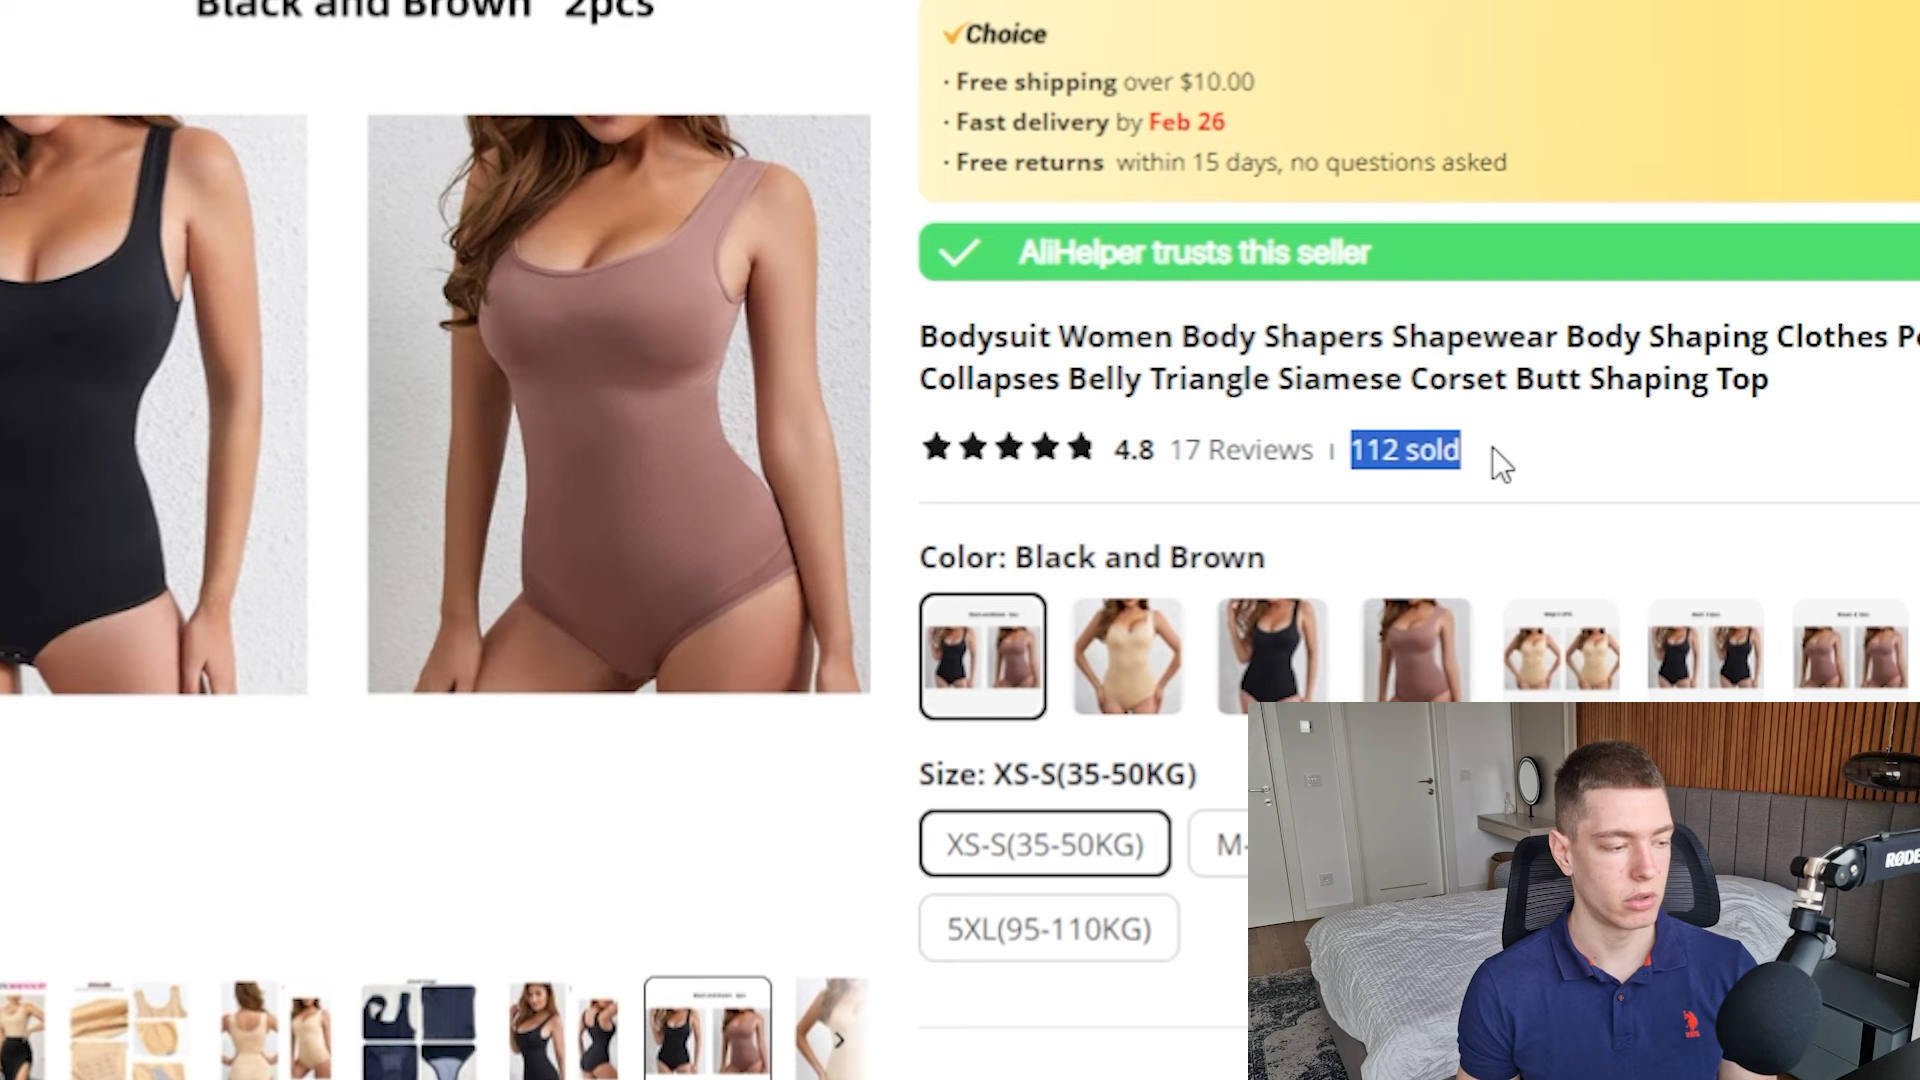 Black and Brown 2pcs
Choice
· Free shipping over $10.00
· Fast delivery by Feb 26
· Free returns within 15 days, no questions asked
AliHelper trusts this seller
Bodysuit Women Body Shapers Shapewear Body Shaping Clothes
Collapses Belly Triangle Siamese Corset Butt Shaping Top
4.8 17 Reviews | 112 sold
Color: Black and Brown
Size: XS-S(35-50KG)
XS-S(35-50KG)
M-
5XL(95-110KG)
RØDE